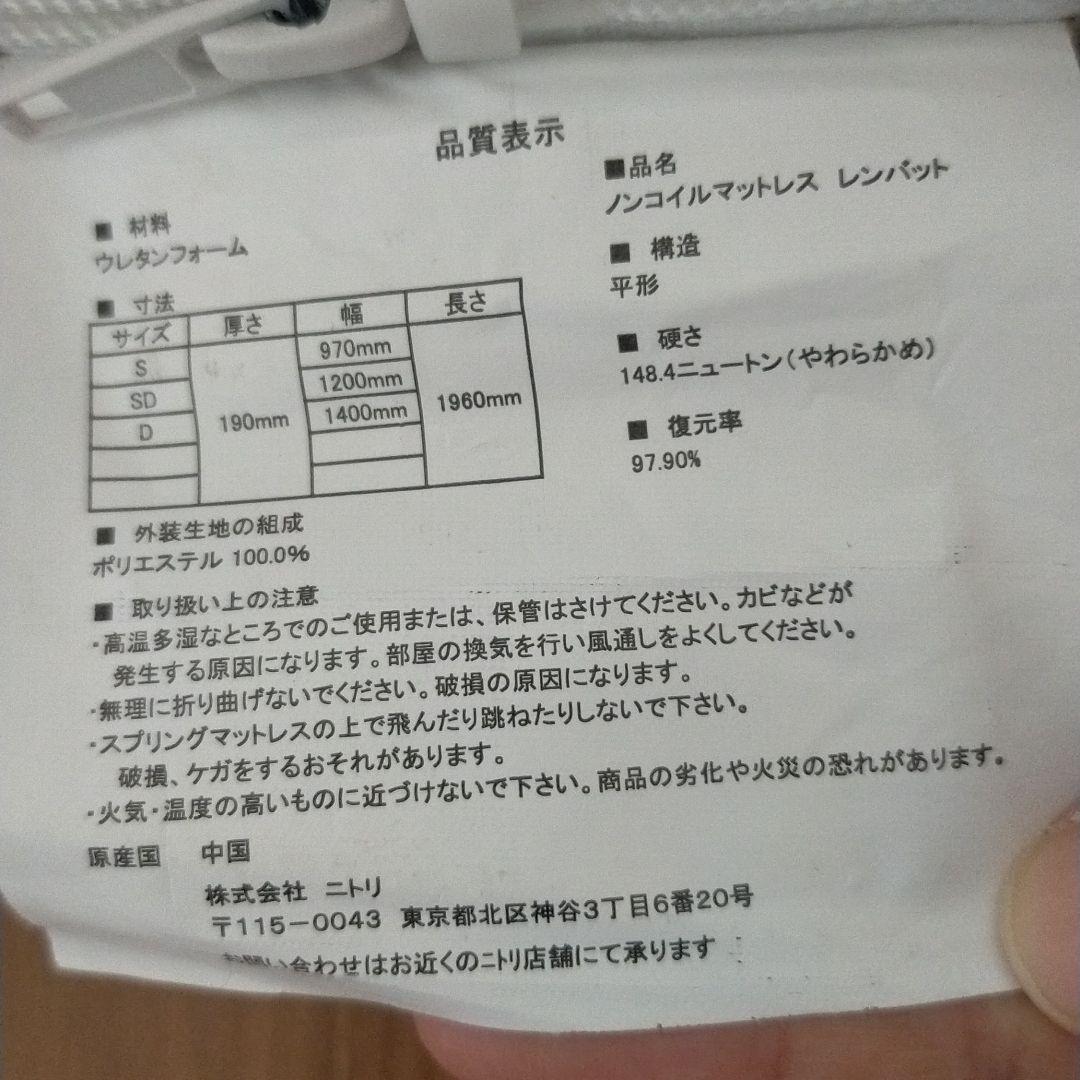 品質表示
■ 材料
ウレタンフォーム
■ 寸法
サイズ 厚さ 幅 長さ
S 970mm
SD 1200mm
D 190mm 1400mm 1960mm
■品名
ノンコイルマットレス レンバット
■ 構造
平形
■ 硬さ
148.4ニュートン(やわらかめ)
■ 復元率
97.90%
■ 外装生地の組成
ポリエステル 100.0%
■ 取り扱い上の注意
・高温多湿なところでのご使用または、保管はさけてください。カビなどが
発生する原因になります。部屋の換気を行い風通しをよくしてください。
・無理に折り曲げないでください。破損の原因になります。
・スプリングマットレスの上で飛んだり跳ねたりしないで下さい。
破損、ケガをするおそれがあります。
・火気・温度の高いものに近づけないで下さい。商品の劣化や火災の恐れがあります。
原産国 中国
株式会社 ニトリ
〒115-0043 東京都北区神谷3丁目6番20号
お問い合わせはお近くのニトリ店舗にて承ります